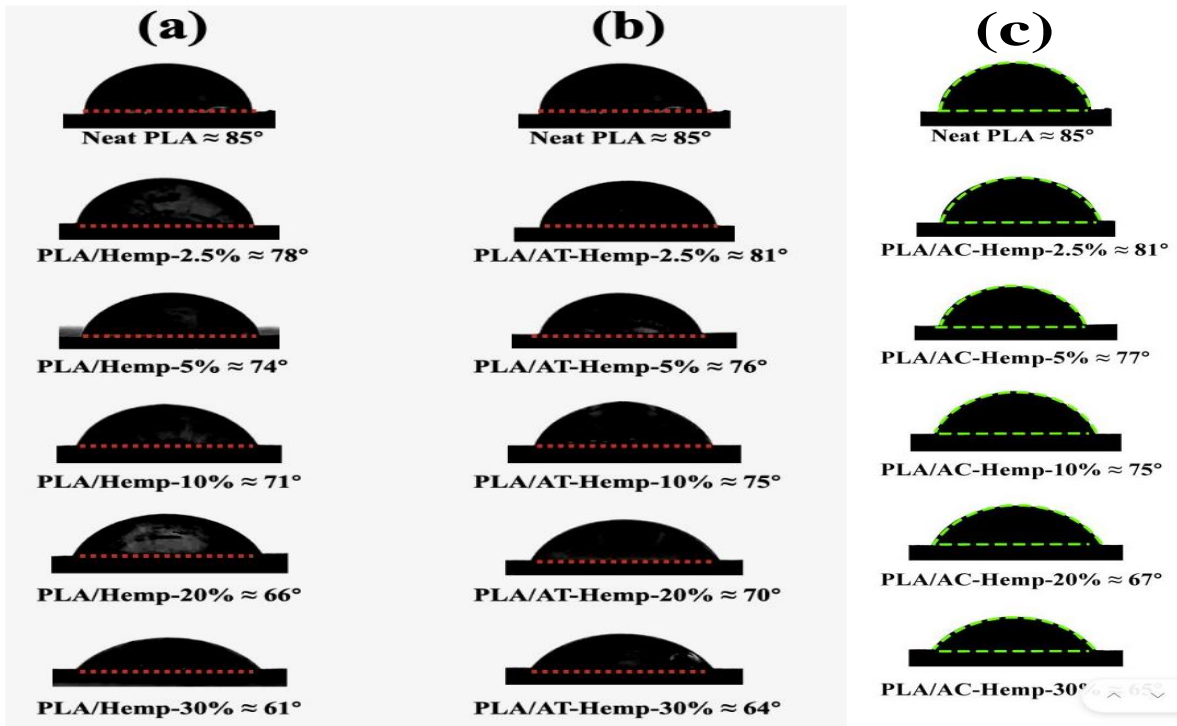 (a)
Neat PLA ≈ 85°
PLA/Hemp-2.5% ≈ 78°
PLA/Hemp-5% ≈ 74°
PLA/Hemp-10% ≈ 71°
PLA/Hemp-20% ≈ 66°
PLA/Hemp-30% ≈ 61°
(b)
Neat PLA ≈ 85°
PLA/AT-Hemp-2.5% ≈ 81°
PLA/AT-Hemp-5% ≈ 76°
PLA/AT-Hemp-10% ≈ 75°
PLA/AT-Hemp-20% ≈ 70°
PLA/AT-Hemp-30% ≈ 64°
(c)
Neat PLA ≈ 85°
PLA/AC-Hemp-2.5% ≈ 81°
PLA/AC-Hemp-5% ≈ 77°
PLA/AC-Hemp-10% ≈ 75°
PLA/AC-Hemp-20% ≈ 67°
PLA/AC-Hemp-30% ≈ 65°